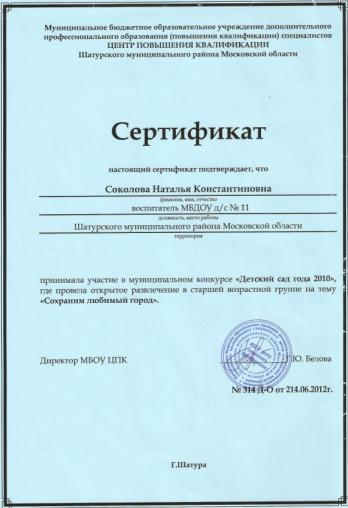 Муниципальное бюджетное образовательное учреждение дополнительного
профессионального образования (повышения квалификации) специалистов
ЦЕНТР ПОВЫШЕНИЯ КВАЛИФИКАЦИИ
Шатурского муниципального района Московской области
Сертификат
настоящий сертификат подтверждает, что
Соколова Наталья Константиновна
фамилия, имя, отчество
воспитатель МБДОУ д/с № 11
должность, место работы
Шатурского муниципального района Московской области
территория
принимала участие в муниципальном конкурсе «Детский сад года 2010»,
где провела открытое развлечение в старшей возрастной группе на тему
«Сохраним любимый город».
Директор МБОУ ЦПК
Г.Ю. Белова
№ 314 Д-О от 214.06.2012г.
Г.Шатура